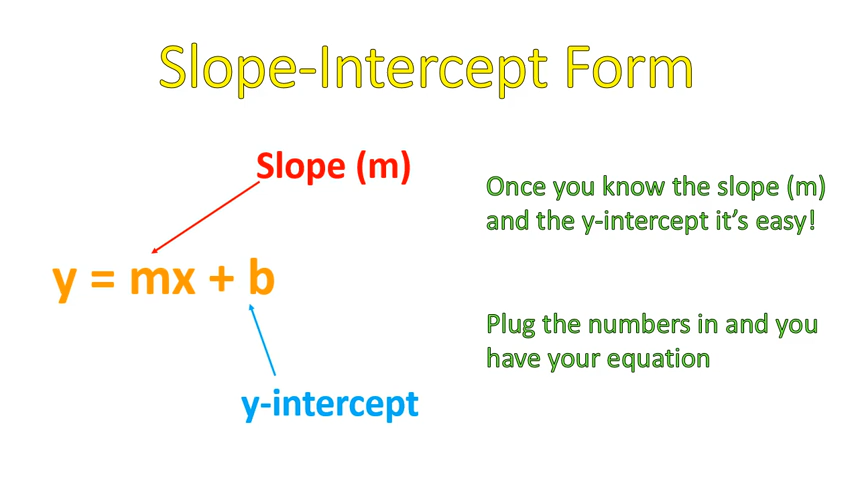 Slope-Intercept Form
Slope (m)
Once you know the slope (m)
and the y-intercept it’s easy!
y = mx + b
Plug the numbers in and you
have your equation
y-intercept